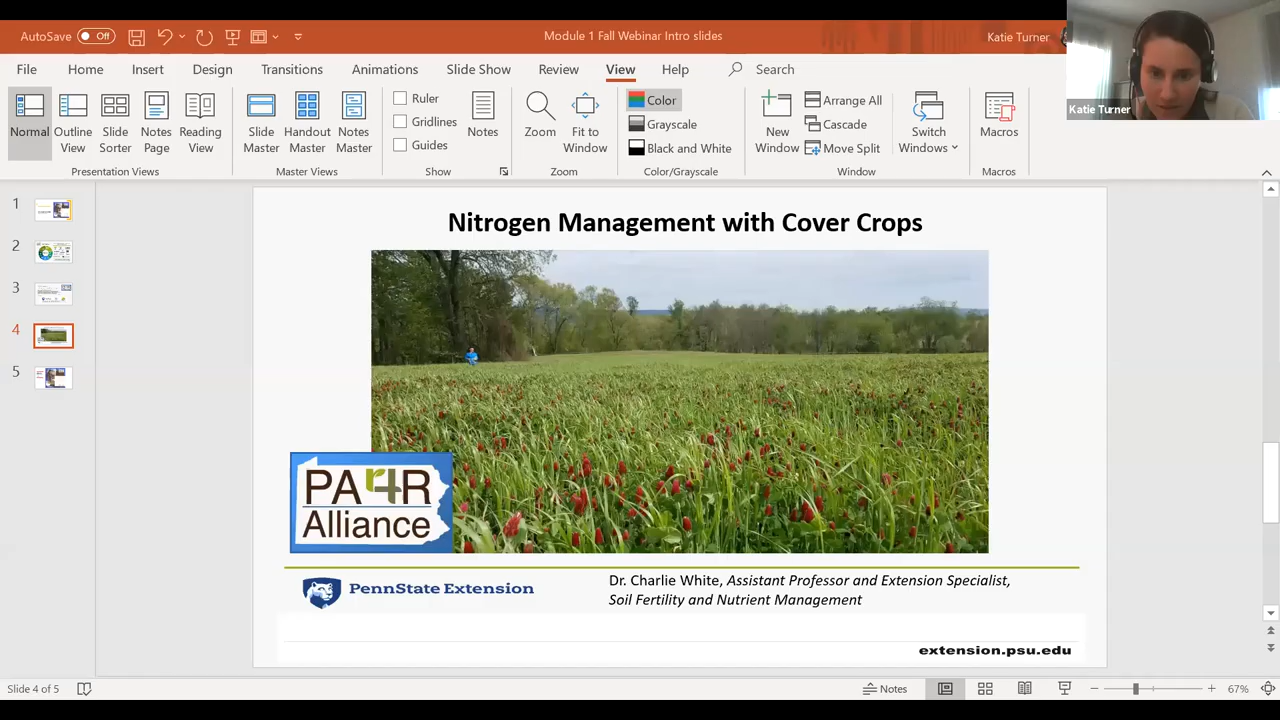 AutoSave Off
Module 1 Fall Webinar Intro slides
Katie Turner
File Home Insert Design Transitions Animations Slide Show Review View Help Search
Normal
Outline View
Slide Sorter
Notes Page
Reading View
Presentation Views
Slide Master
Handout Master
Notes Master
Master Views
Ruler
Gridlines
Guides
Notes
Show
Zoom
Fit to Window
Zoom
Color
Grayscale
Black and White
Color/Grayscale
New Window
Arrange All
Cascade
Move Split
Switch Windows
Window
Macros
Macros
Katie Turner
1
2
3
4
5
Nitrogen Management with Cover Crops
PA4R
Alliance
PennState Extension
Dr. Charlie White, Assistant Professor and Extension Specialist,
Soil Fertility and Nutrient Management
extension.psu.edu
Slide 4 of 5
Notes
67%